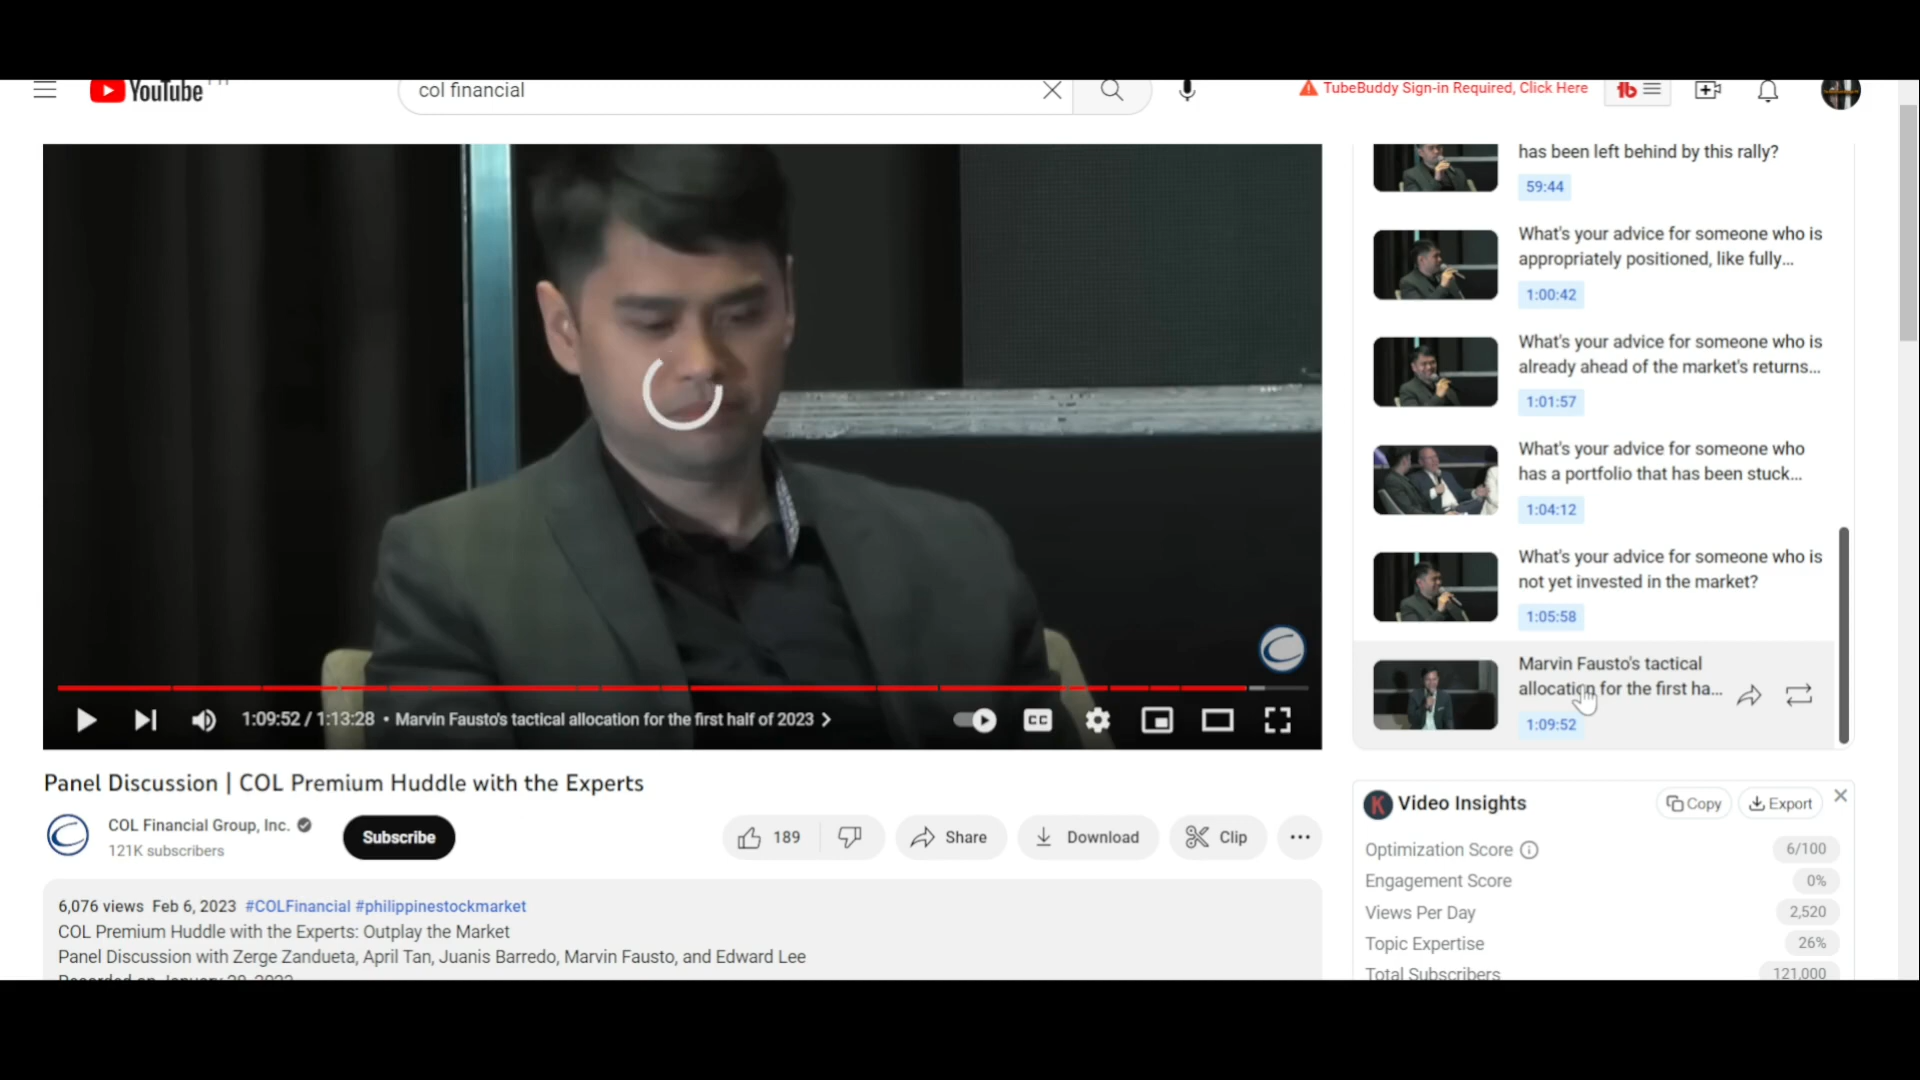 YouTube
col financial
TubeBuddy Sign-in Required, Click Here
has been left behind by this rally?
59:44
What's your advice for someone who is
appropriately positioned, like fully...
1:00:42
What's your advice for someone who is
already ahead of the market's returns...
1:01:57
What's your advice for someone who
has a portfolio that has been stuck...
1:04:12
What's your advice for someone who is
not yet invested in the market?
1:05:58
Marvin Fausto's tactical
allocation for the first ha...
1:09:52
1:09:52 / 1:13:28 • Marvin Fausto's tactical allocation for the first half of 2023
CC
Panel Discussion | COL Premium Huddle with the Experts
COL Financial Group, Inc.
121K subscribers
Subscribe
189
Share
Download
Clip
6,076 views Feb 6, 2023 #COLFinancial #philippinestockmarket
COL Premium Huddle with the Experts: Outplay the Market
Panel Discussion with Zerge Zandueta, April Tan, Juanis Barredo, Marvin Fausto, and Edward Lee
K Video Insights
Copy
Export
Optimization Score 6/100
Engagement Score 0%
Views Per Day 2,520
Topic Expertise 26%
Total Subscribers 121,000